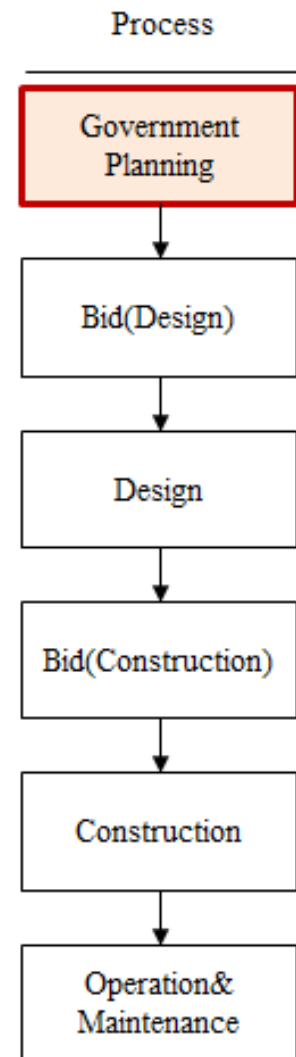 Process
Government
Planning
Bid(Design)
Design
Bid(Construction)
Construction
Operation&
Maintenance